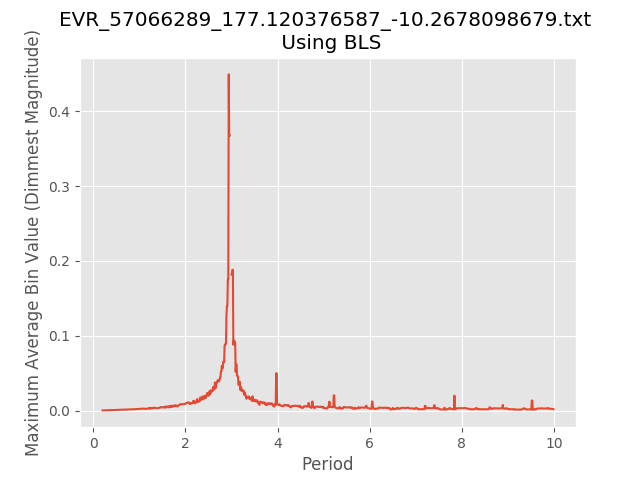 EVR_57066289_177.120376587_-10.2678098679.txt
Using BLS
Maximum Average Bin Value (Dimmest Magnitude)
0.4
0.3
0.2
0.1
0.0
0
2
4
6
8
10
Period